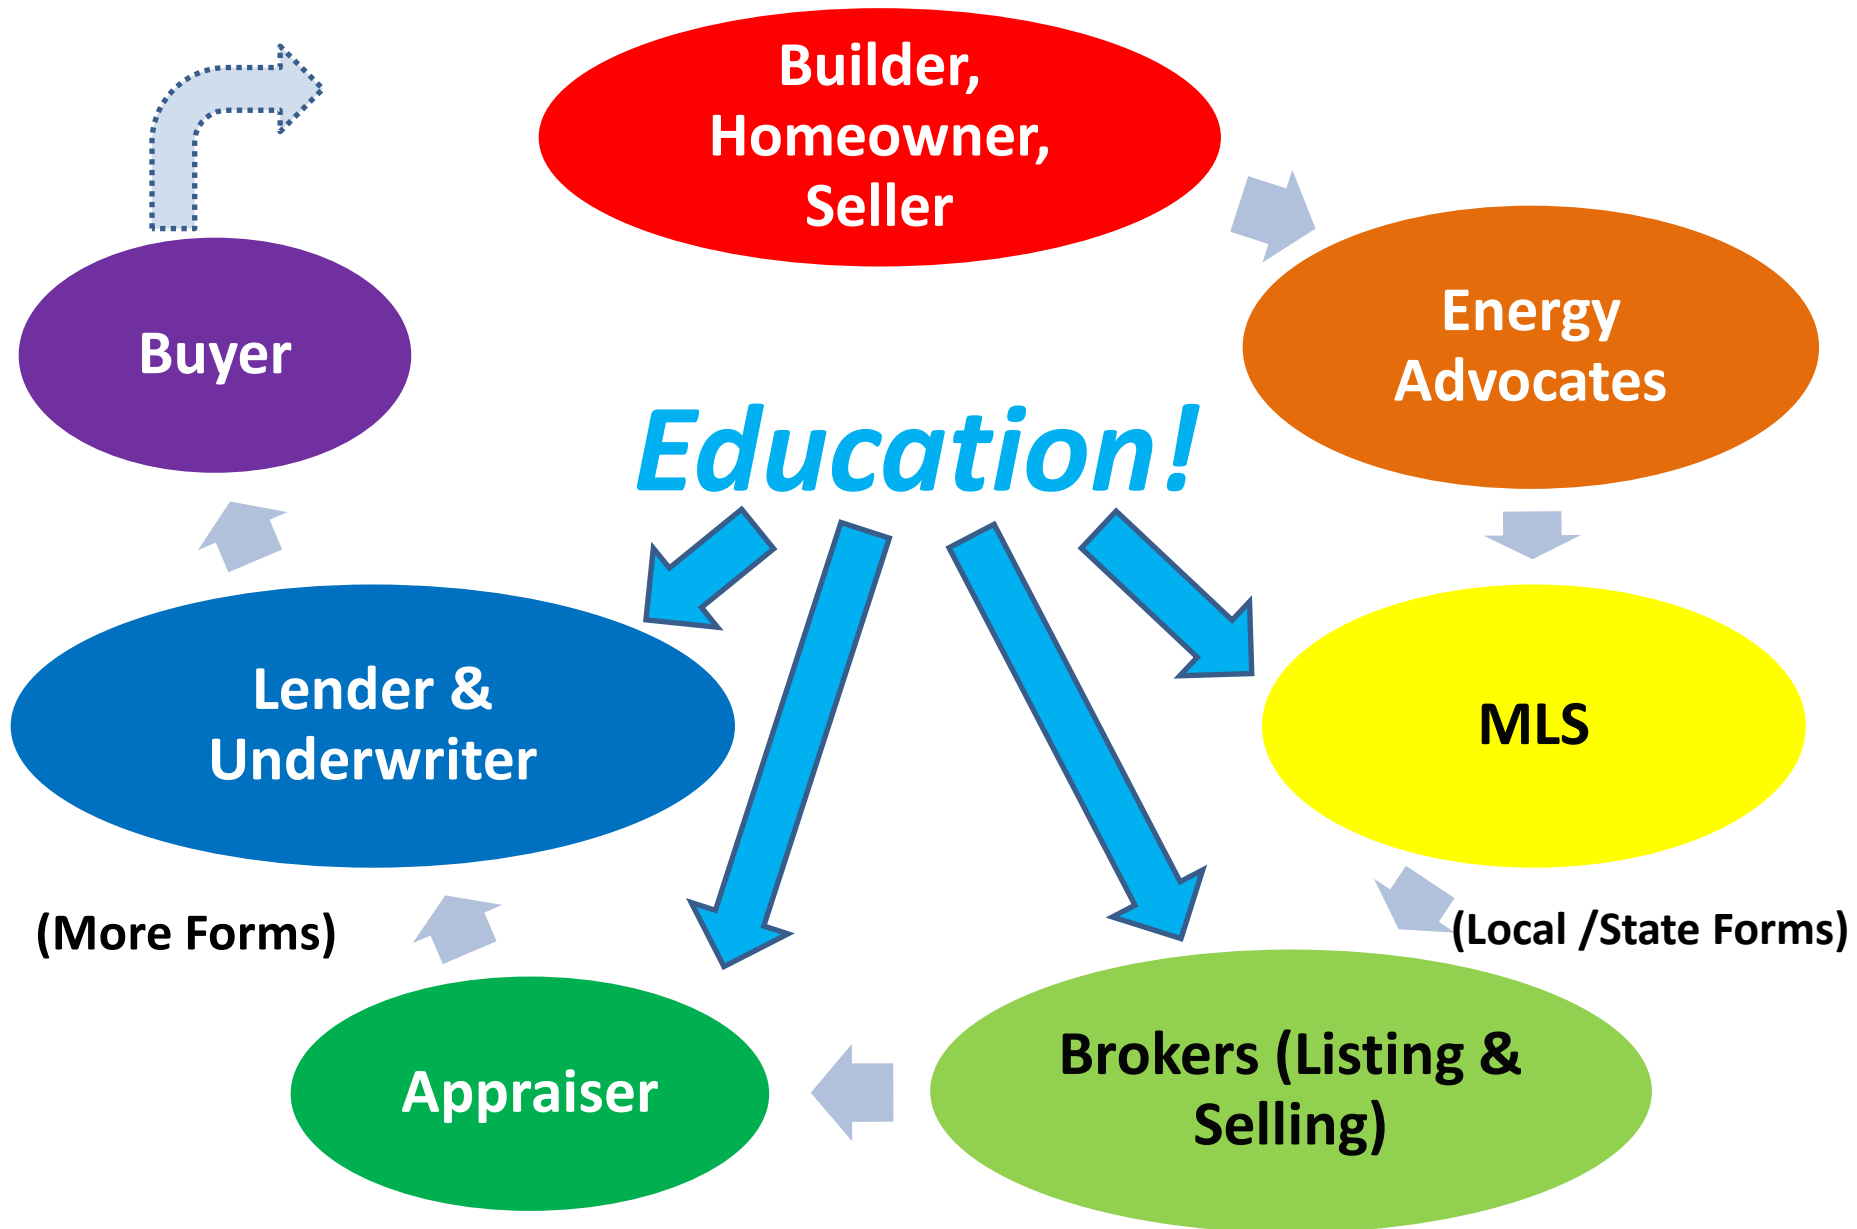 Builder,
Homeowner,
Seller
Energy
Advocates
Buyer
Education!
Lender &
Underwriter
MLS
(More Forms)
(Local /State Forms)
Appraiser
Brokers (Listing &
Selling)